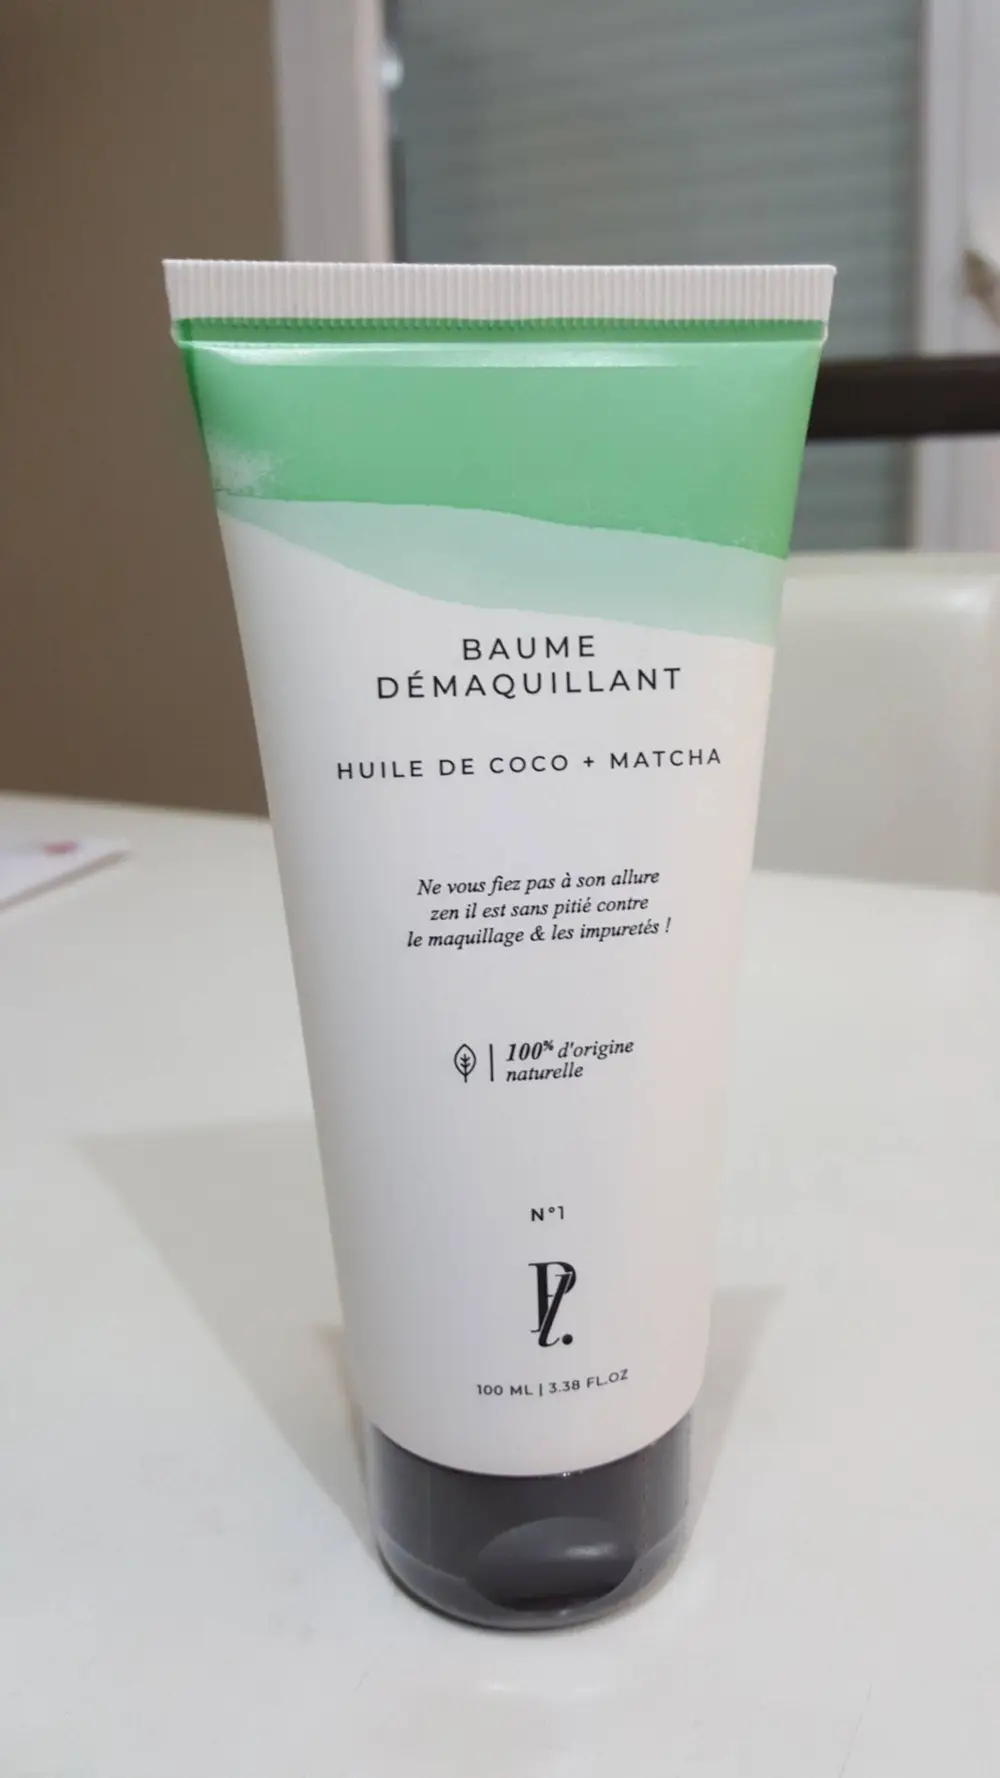 BAUME
DÉMAQUILLANT
HUILE DE COCO + MATCHA
Ne vous fiez pas à son allure
zen il est sans pitié contre
le maquillage & les impuretés !
100% d'origine
naturelle
N°1
PL.
100 ML | 3.38 FL.OZ